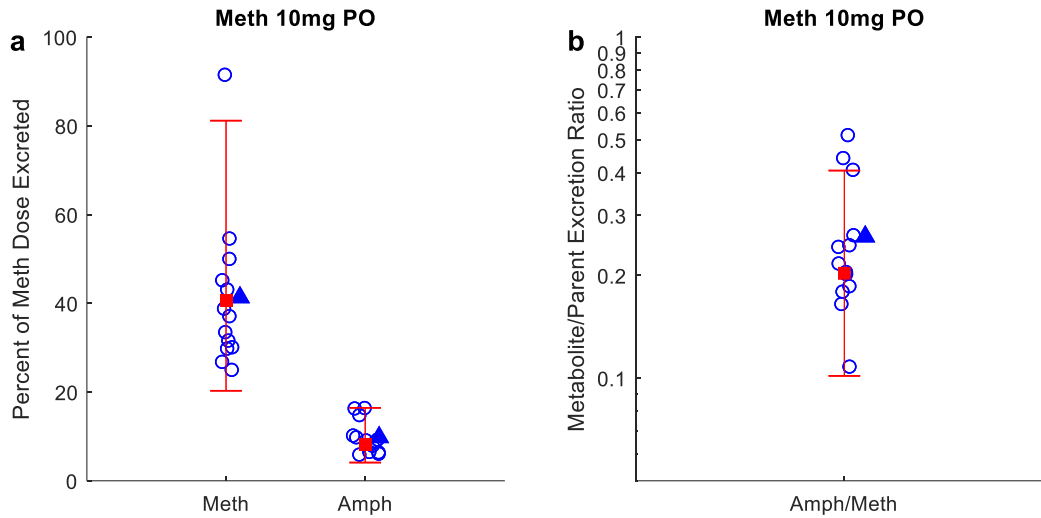 Meth 10mg PO
a
Percent of Meth Dose Excreted
100
80
60
40
20
0
Meth
Amph
Meth 10mg PO
b
Metabolite/Parent Excretion Ratio
1
0.9
0.8
0.7
0.6
0.5
0.4
0.3
0.2
0.1
Amph/Meth